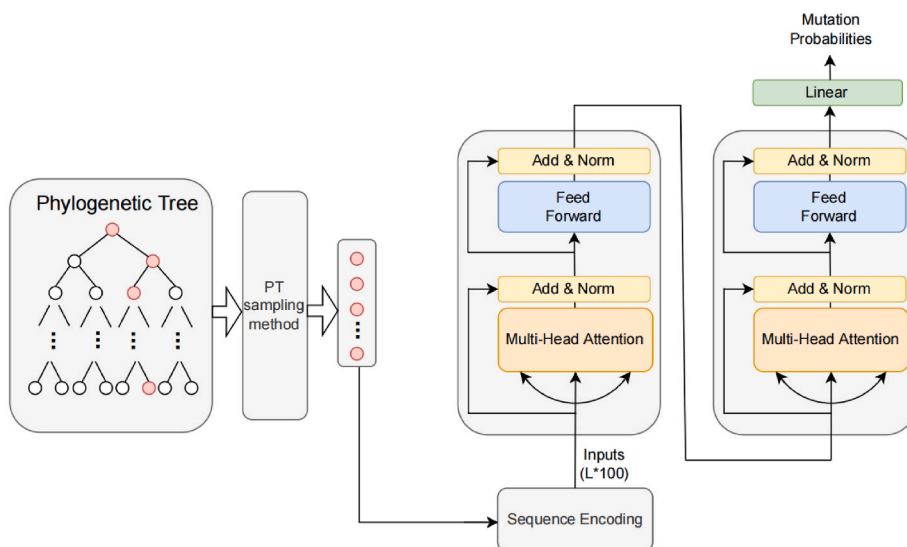 Phylogenetic Tree
PT
sampling
method
Sequence Encoding
Inputs
(L*100)
Multi-Head Attention
Add & Norm
Feed
Forward
Add & Norm
Multi-Head Attention
Add & Norm
Feed
Forward
Add & Norm
Linear
Mutation
Probabilities